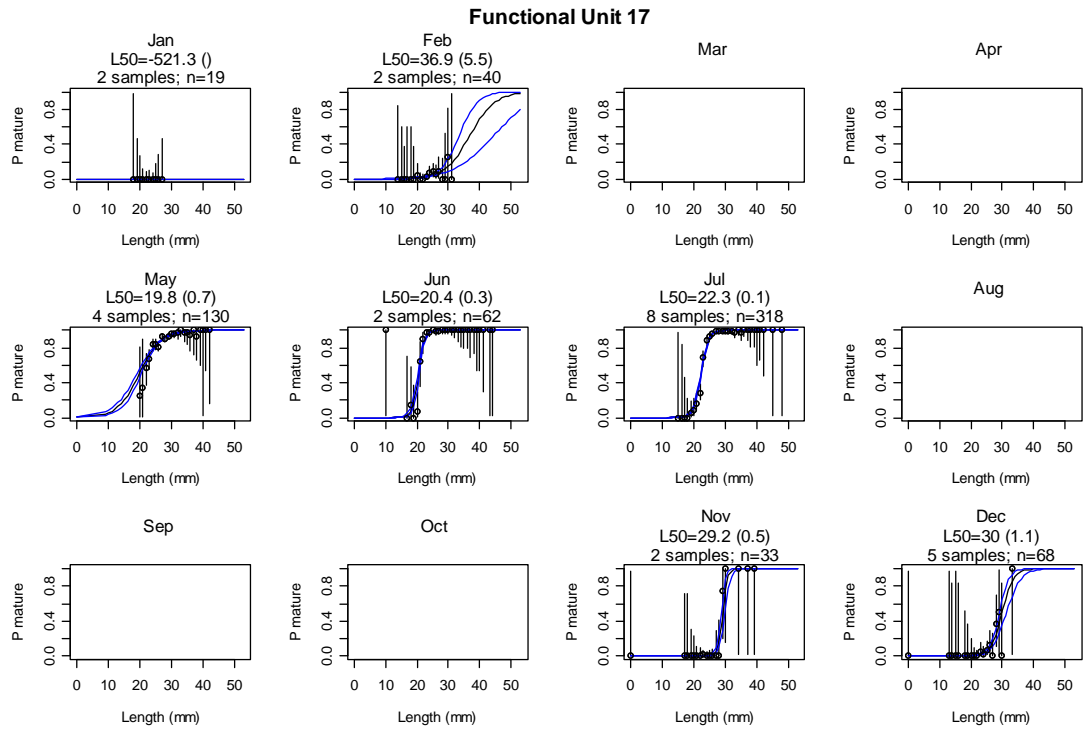 Functional Unit 17
Jan
L50=-521.3 ()
2 samples; n=19
P mature
0.0 0.4 0.8
0 10 20 30 40 50
Length (mm)
Feb
L50=36.9 (5.5)
2 samples; n=40
P mature
0.0 0.4 0.8
0 10 20 30 40 50
Length (mm)
Mar
P mature
0.0 0.4 0.8
0 10 20 30 40 50
Length (mm)
Apr
P mature
0.0 0.4 0.8
0 10 20 30 40 50
Length (mm)
May
L50=19.8 (0.7)
4 samples; n=130
P mature
0.0 0.4 0.8
0 10 20 30 40 50
Length (mm)
Jun
L50=20.4 (0.3)
2 samples; n=62
P mature
0.0 0.4 0.8
0 10 20 30 40 50
Length (mm)
Jul
L50=22.3 (0.1)
8 samples; n=318
P mature
0.0 0.4 0.8
0 10 20 30 40 50
Length (mm)
Aug
P mature
0.0 0.4 0.8
0 10 20 30 40 50
Length (mm)
Sep
P mature
0.0 0.4 0.8
0 10 20 30 40 50
Length (mm)
Oct
P mature
0.0 0.4 0.8
0 10 20 30 40 50
Length (mm)
Nov
L50=29.2 (0.5)
2 samples; n=33
P mature
0.0 0.4 0.8
0 10 20 30 40 50
Length (mm)
Dec
L50=30 (1.1)
5 samples; n=68
P mature
0.0 0.4 0.8
0 10 20 30 40 50
Length (mm)